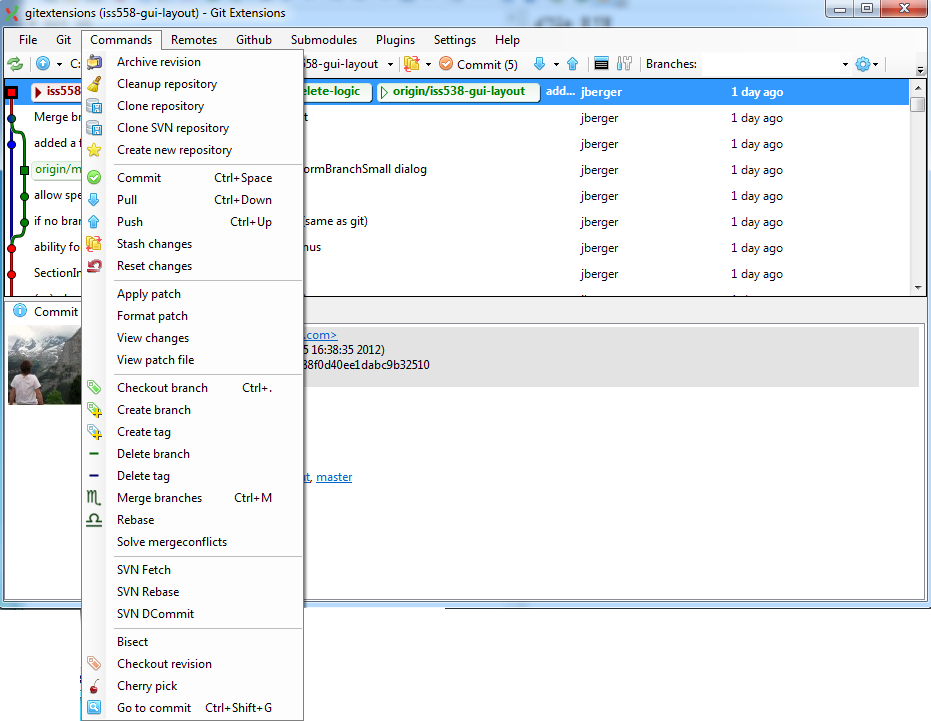 gitextensions (iss558-gui-layout) - Git Extensions
File Git Commands Remotes Github Submodules Plugins Settings Help
58-gui-layout Commit (5) Branches:
iss558 elete-logic origin/iss538-gui-layout add... jberger 1 day ago
Merge br t jberger 1 day ago
added a f jberger 1 day ago
origin/m ormBranchSmall dialog jberger 1 day ago
allow spe jberger 1 day ago
if no bran (same as git) jberger 1 day ago
ability fo nus jberger 1 day ago
SectionIn jberger 1 day ago
Commit
.com>
5 16:38:35 2012)
38f0d40ee1dabc9b32510
ut, master
Archive revision
Cleanup repository
Clone repository
Clone SVN repository
Create new repository
Commit Ctrl+Space
Pull Ctrl+Down
Push Ctrl+Up
Stash changes
Reset changes
Apply patch
Format patch
View changes
View patch file
Checkout branch Ctrl+.
Create branch
Create tag
Delete branch
Delete tag
Merge branches Ctrl+M
Rebase
Solve mergeconflicts
SVN Fetch
SVN Rebase
SVN DCommit
Bisect
Checkout revision
Cherry pick
Go to commit Ctrl+Shift+G